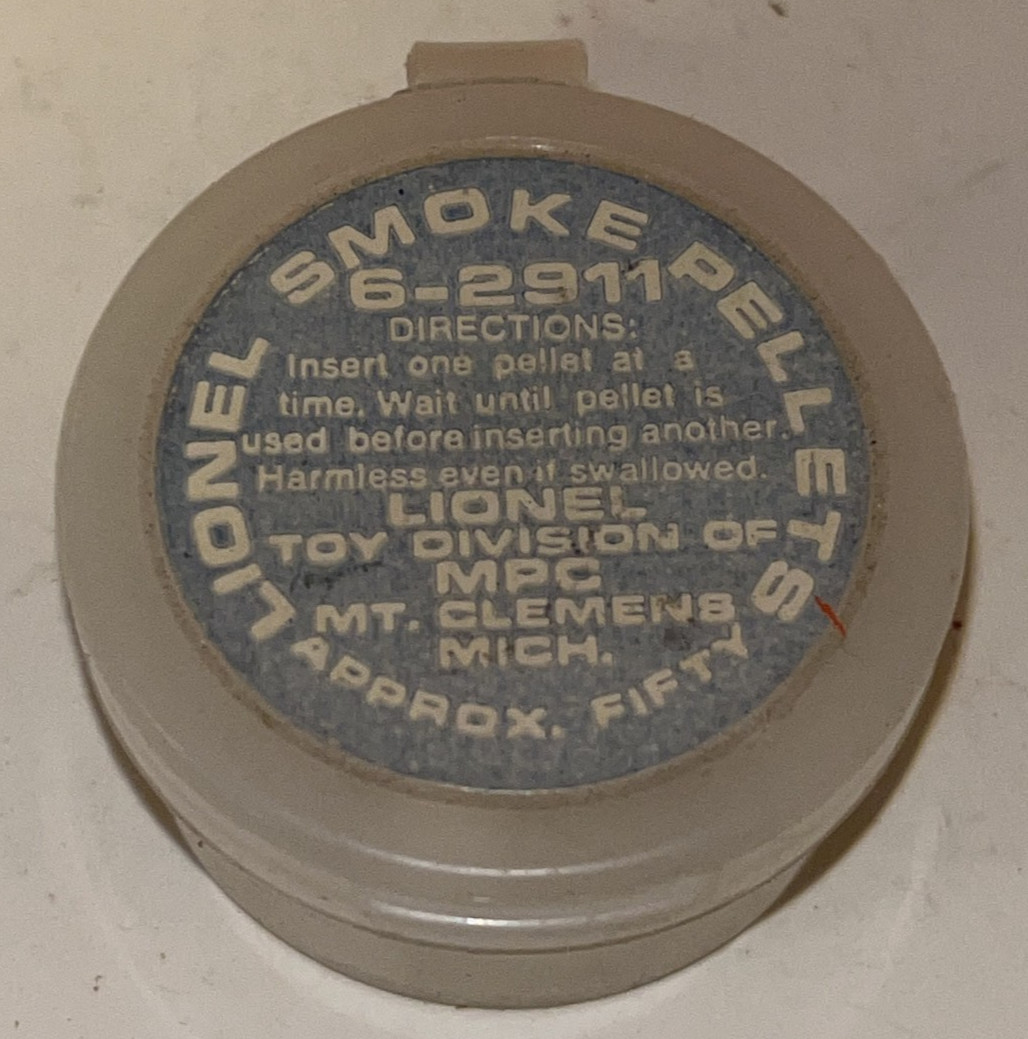 LIONEL SMOKE PELLETS
6-2911
DIRECTIONS:
Insert one pellet at a
time. Wait until pellet is
used before inserting another.
Harmless even if swallowed.
LIONEL
TOY DIVISION OF
MPC
MT. CLEMENS
MICH.
APPROX. FIFTY